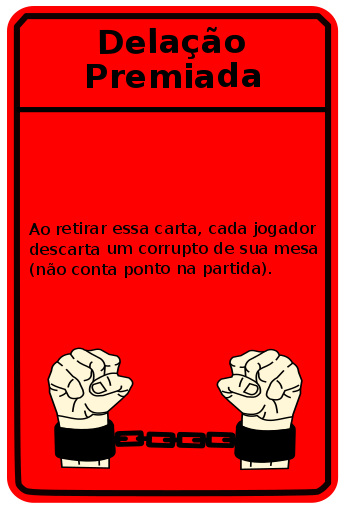 Delação
Premiada
Ao retirar essa carta, cada jogador
descarta um corrupto de sua mesa
(não conta ponto na partida).